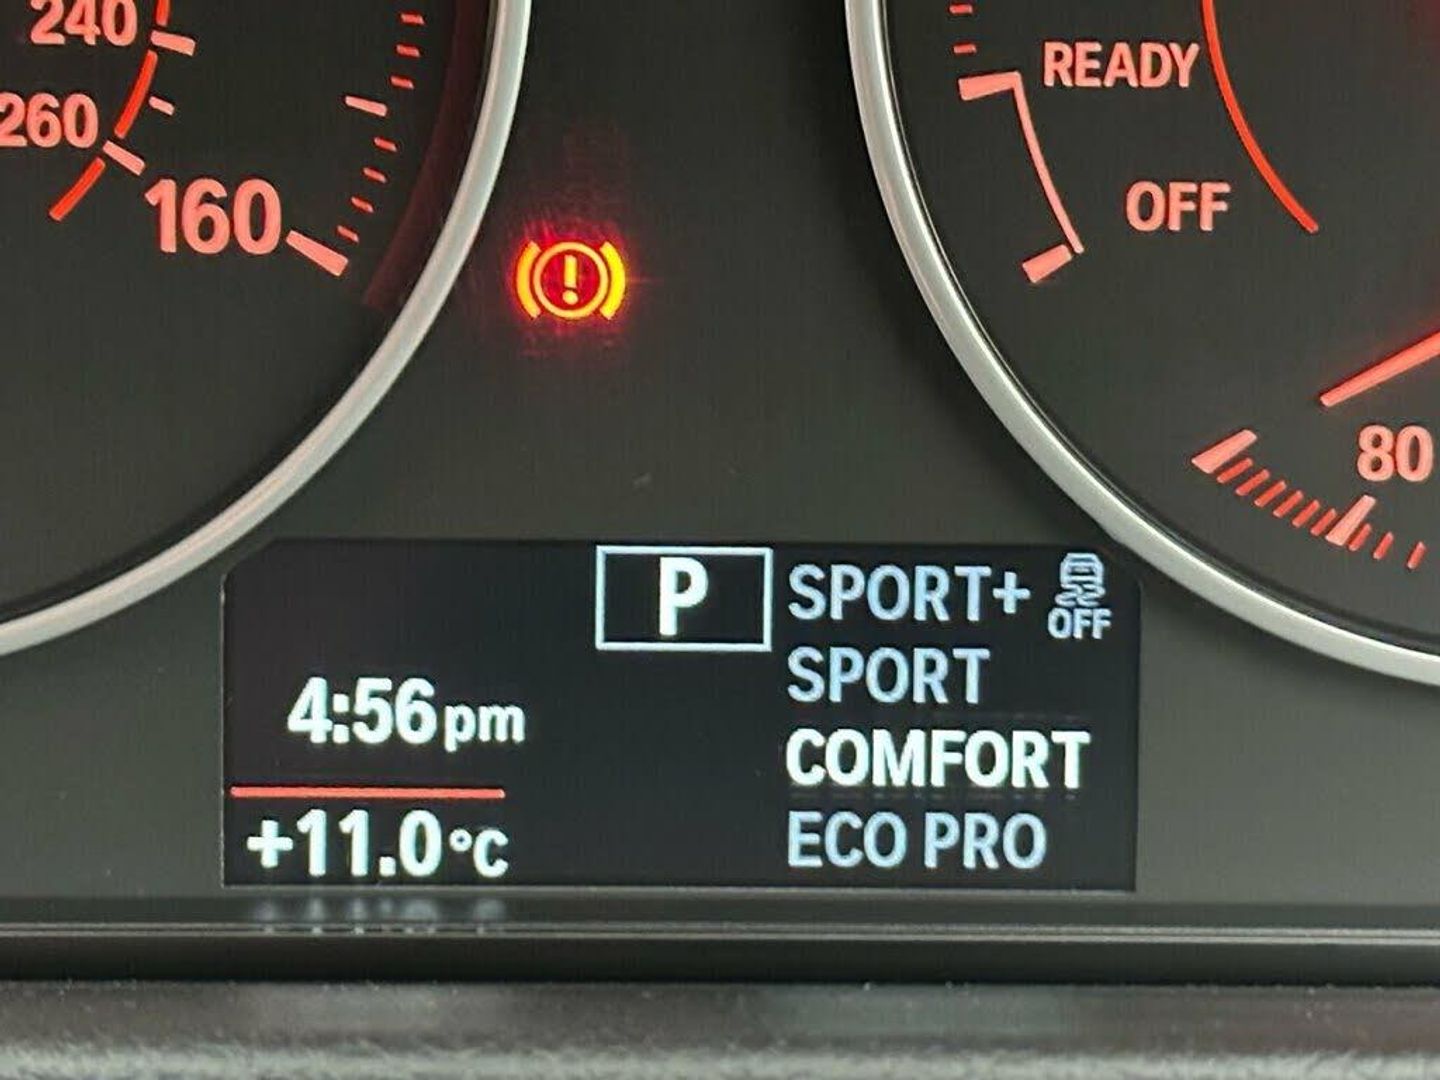 240
260
160
READY
OFF
80
P
SPORT+
OFF
SPORT
4:56pm
COMFORT
+11.0°C
ECO PRO